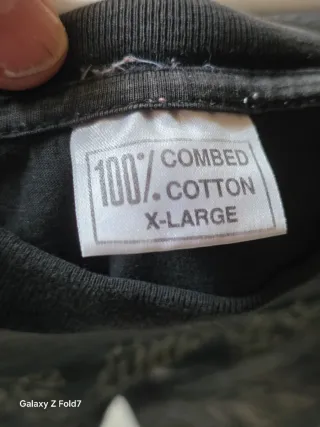 100% COMBED
COTTON
X-LARGE
Galaxy Z Fold7